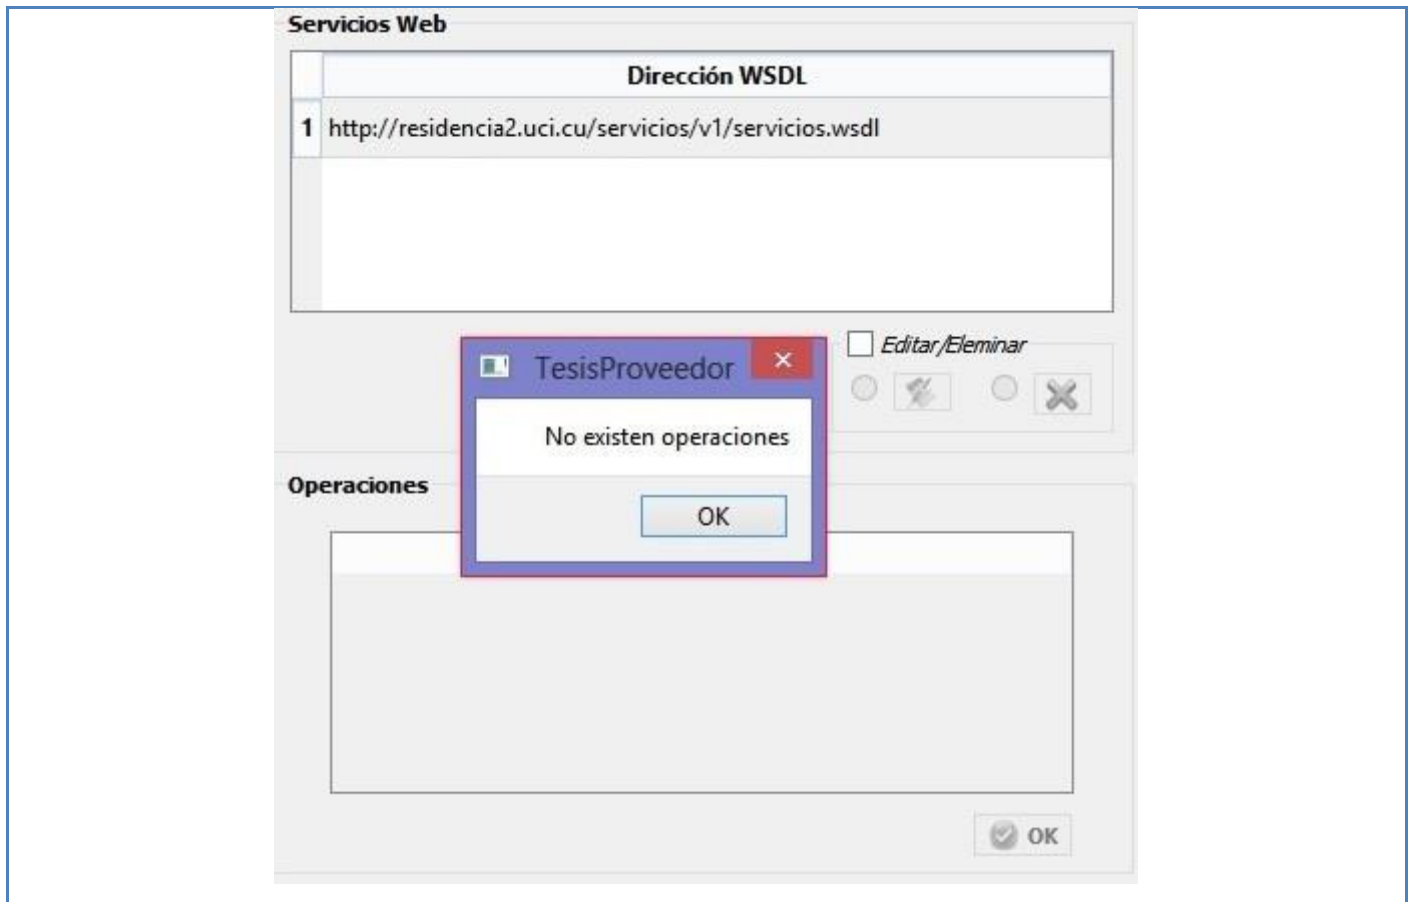 Servicios Web
Dirección WSDL
1 http://residencia2.uci.cu/servicios/v1/servicios.wsdl
Editar/Eleminar
TesisProveedor
No existen operaciones
OK
Operaciones
OK